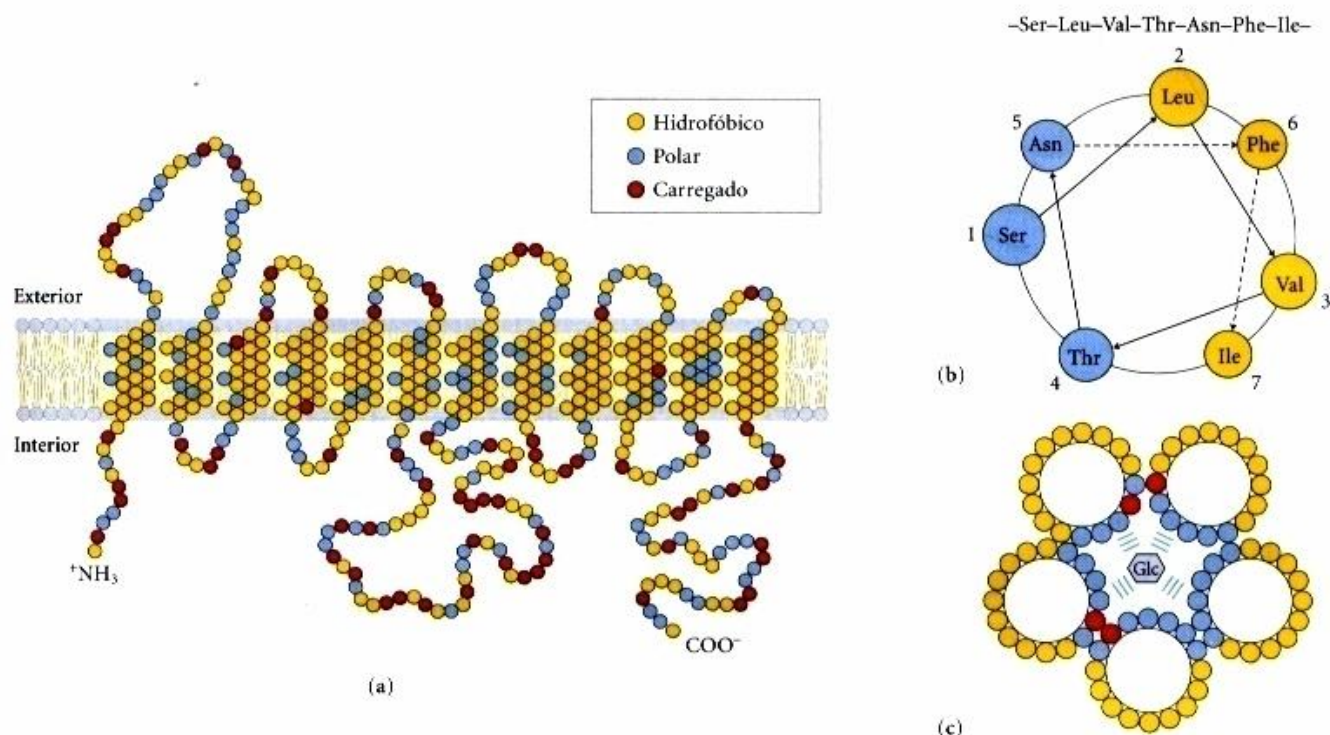 Hidrofóbico
Polar
Carregado
Exterior
Interior
⁺NH₃
COO⁻
(a)
–Ser–Leu–Val–Thr–Asn–Phe–Ile–
2
Leu
5
Asn
6
Phe
1
Ser
Val
3
Thr
4
Ile
7
(b)
Glc
(c)